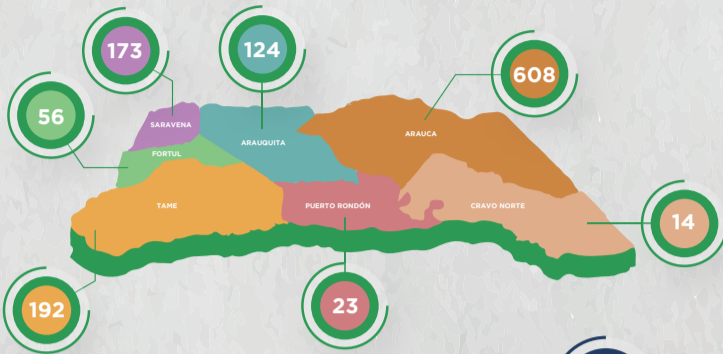 173
124
608
56
SARAVENA
ARAUQUITA
ARAUCA
FORTUL
TAME
PUERTO RONDÓN
CRAVO NORTE
14
192
23